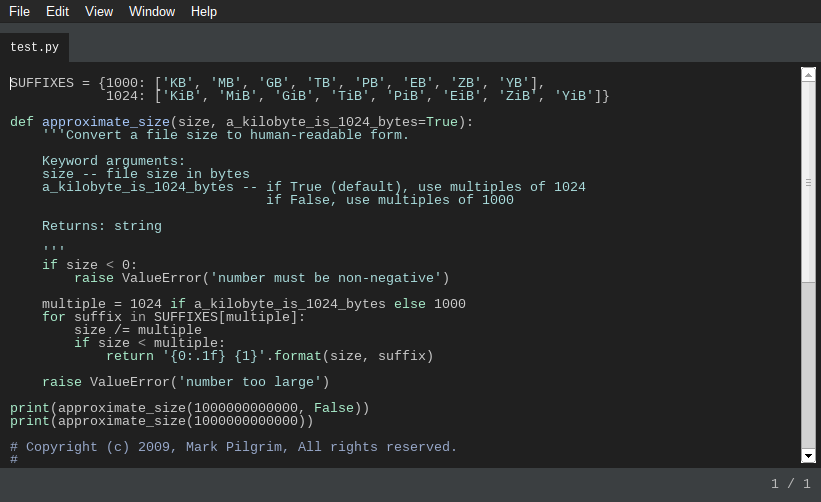 File Edit View Window Help
test.py
SUFFIXES = {1000: ['KB', 'MB', 'GB', 'TB', 'PB', 'EB', 'ZB', 'YB'],
            1024: ['KiB', 'MiB', 'GiB', 'TiB', 'PiB', 'EiB', 'ZiB', 'YiB']}
def approximate_size(size, a_kilobyte_is_1024_bytes=True):
    '''Convert a file size to human-readable form.
    Keyword arguments:
    size -- file size in bytes
    a_kilobyte_is_1024_bytes -- if True (default), use multiples of 1024
                                if False, use multiples of 1000
    Returns: string
    '''
    if size < 0:
        raise ValueError('number must be non-negative')
    multiple = 1024 if a_kilobyte_is_1024_bytes else 1000
    for suffix in SUFFIXES[multiple]:
        size /= multiple
        if size < multiple:
            return '{0:.1f} {1}'.format(size, suffix)
    raise ValueError('number too large')
print(approximate_size(1000000000000, False))
print(approximate_size(1000000000000))
# Copyright (c) 2009, Mark Pilgrim, All rights reserved.
#
1 / 1